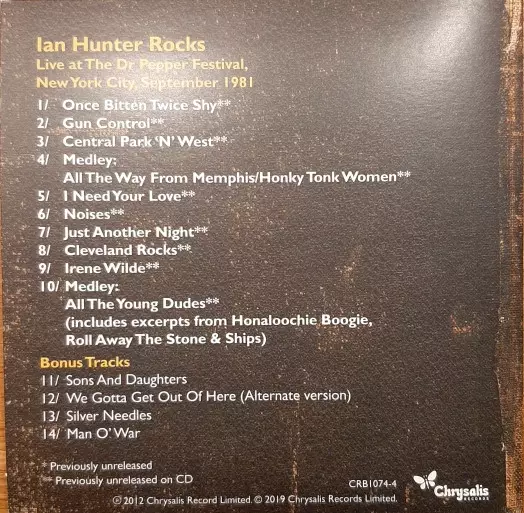 Ian Hunter Rocks
Live at The Dr Pepper Festival,
New York City, September 1981
1/ Once Bitten Twice Shy**
2/ Gun Control**
3/ Central Park ‘N’ West**
4/ Medley:
All The Way From Memphis/Honky Tonk Women**
5/ I Need Your Love**
6/ Noises**
7/ Just Another Night**
8/ Cleveland Rocks**
9/ Irene Wilde**
10/ Medley:
All The Young Dudes**
(includes excerpts from Honaloochie Boogie,
Roll Away The Stone & Ships)
Bonus Tracks
11/ Sons And Daughters
12/ We Gotta Get Out Of Here (Alternate version)
13/ Silver Needles
14/ Man O’ War
* Previously unreleased
** Previously unreleased on CD
CRB1074-4
Chrysalis
RECORDS
℗ 2012 Chrysalis Record Limited. © 2019 Chrysalis Records Limited.